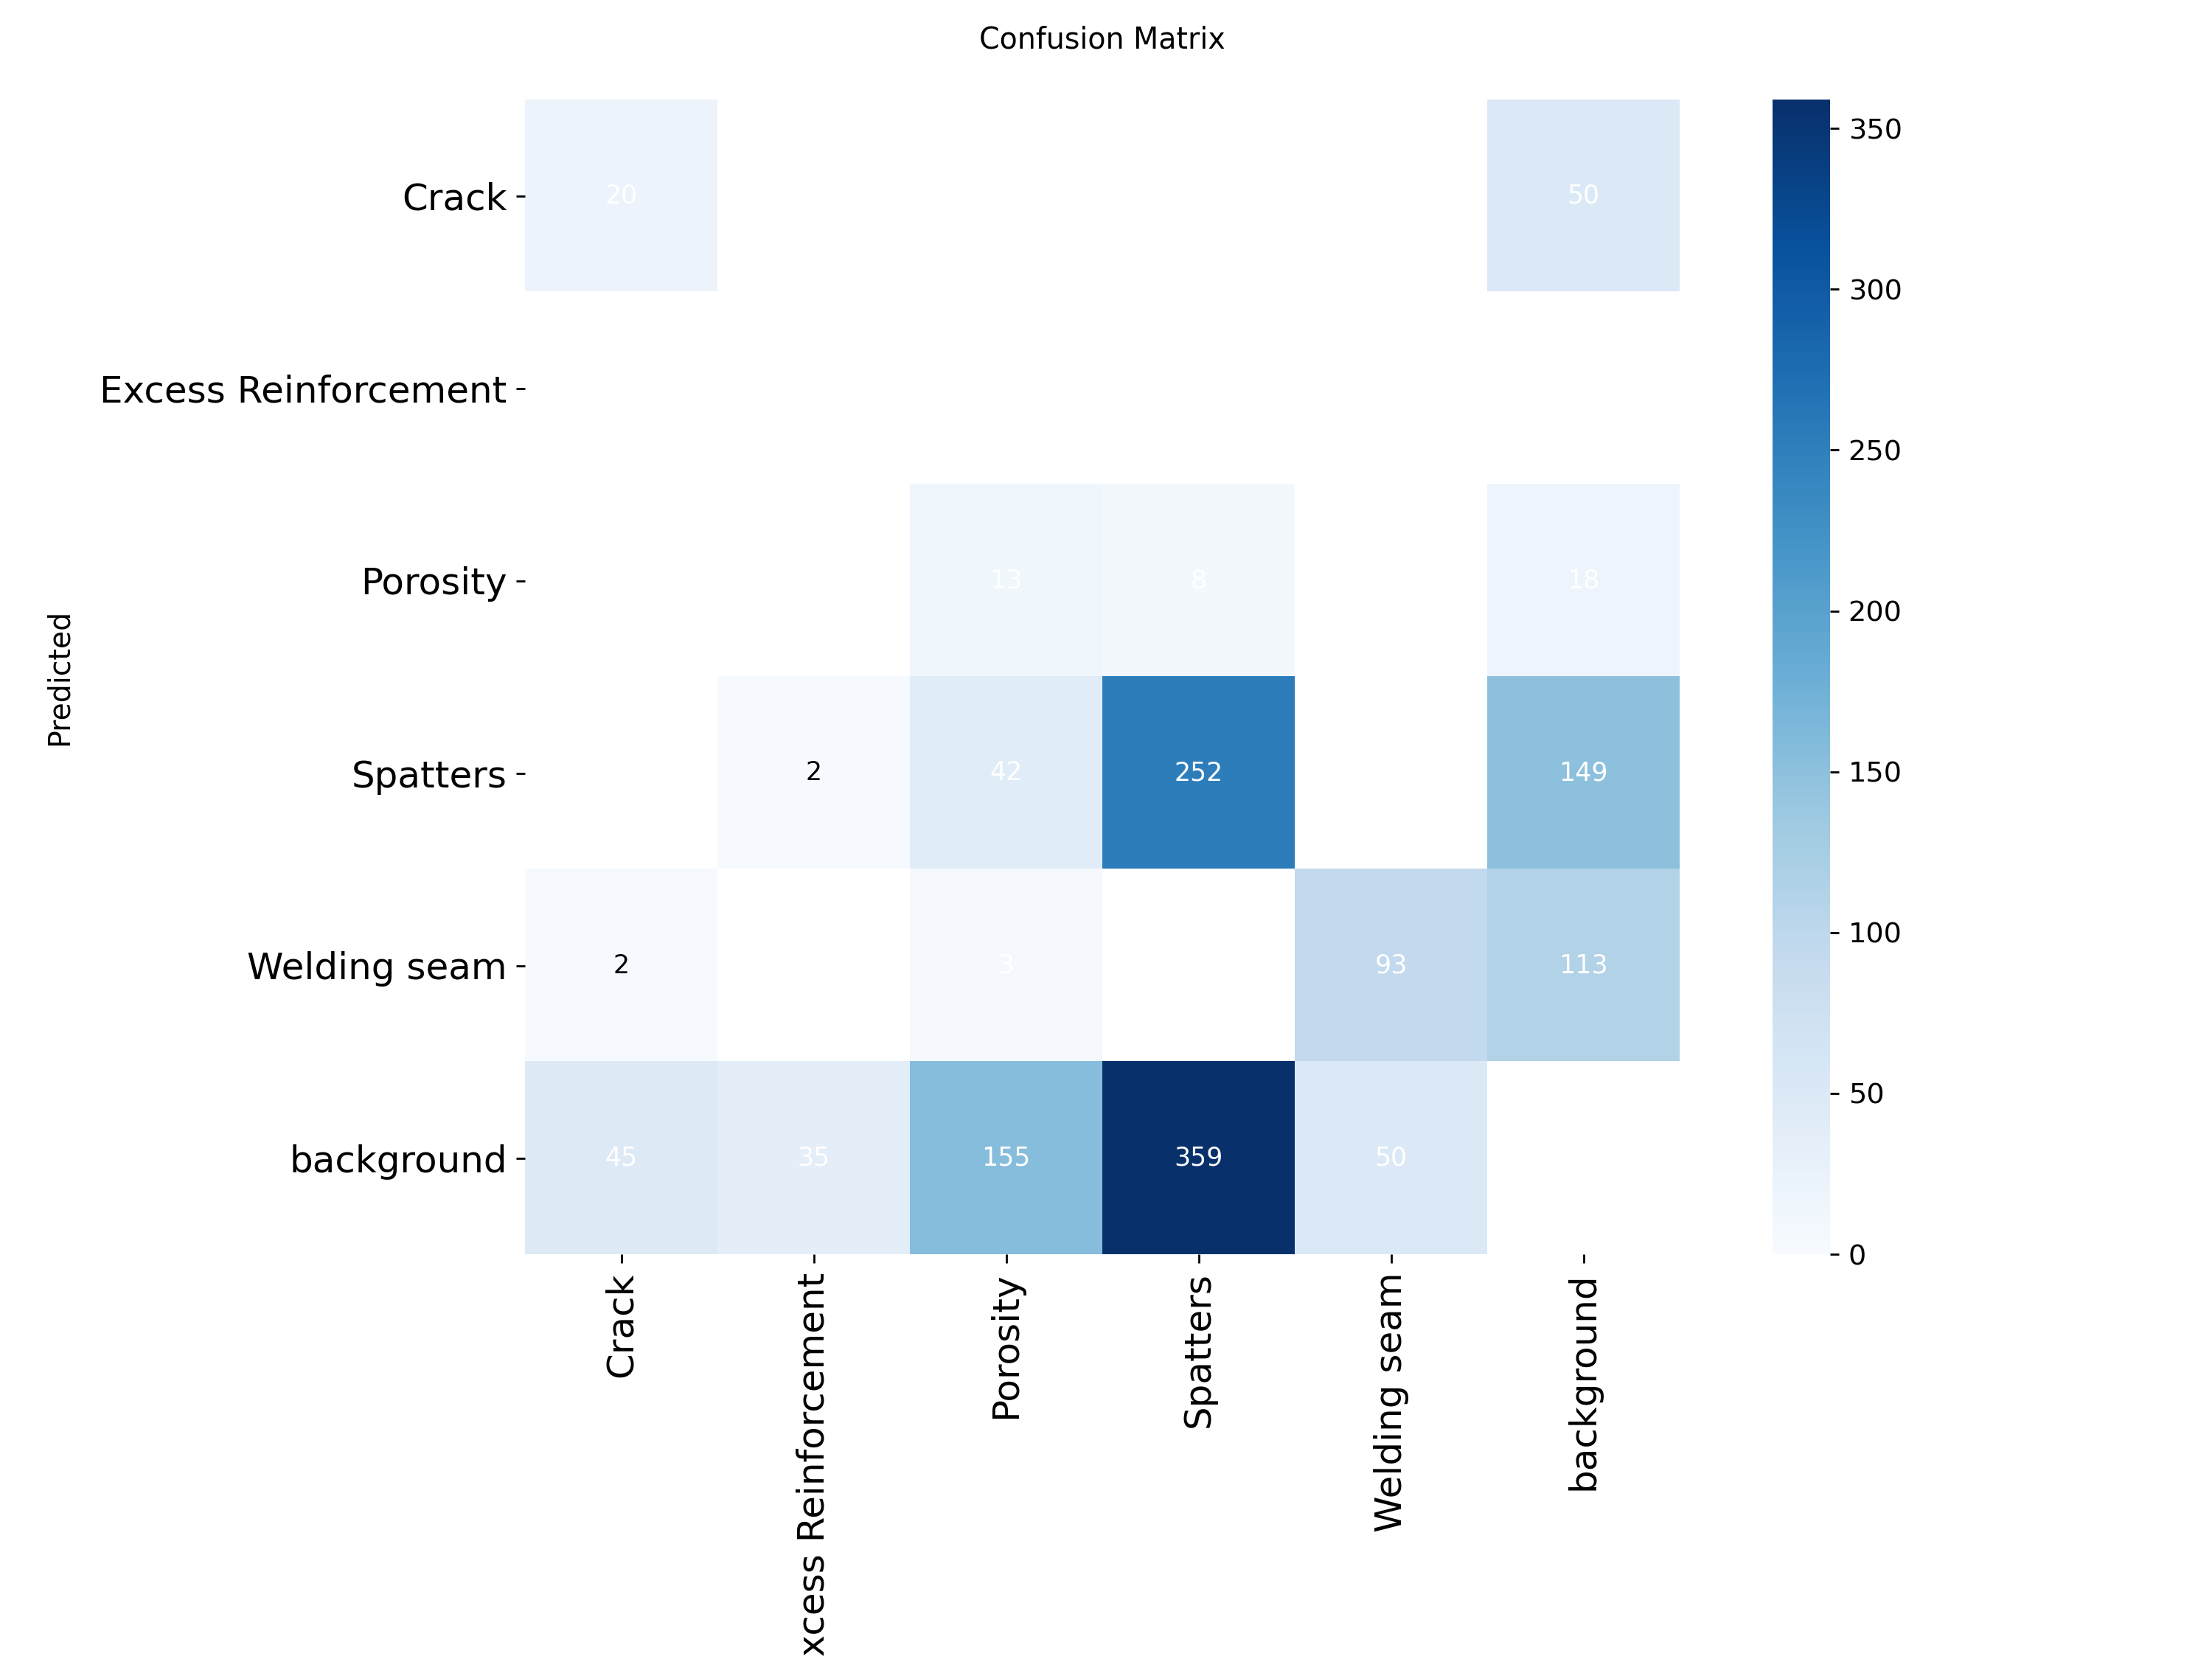 Confusion Matrix
Crack
20
50
350
300
Excess Reinforcement
250
Porosity
13
8
18
200
Predicted
Spatters
2
42
252
149
150
Welding seam
2
3
93
113
100
50
background
45
35
155
359
50
0
Crack
xcess Reinforcement
Porosity
Spatters
Welding seam
background